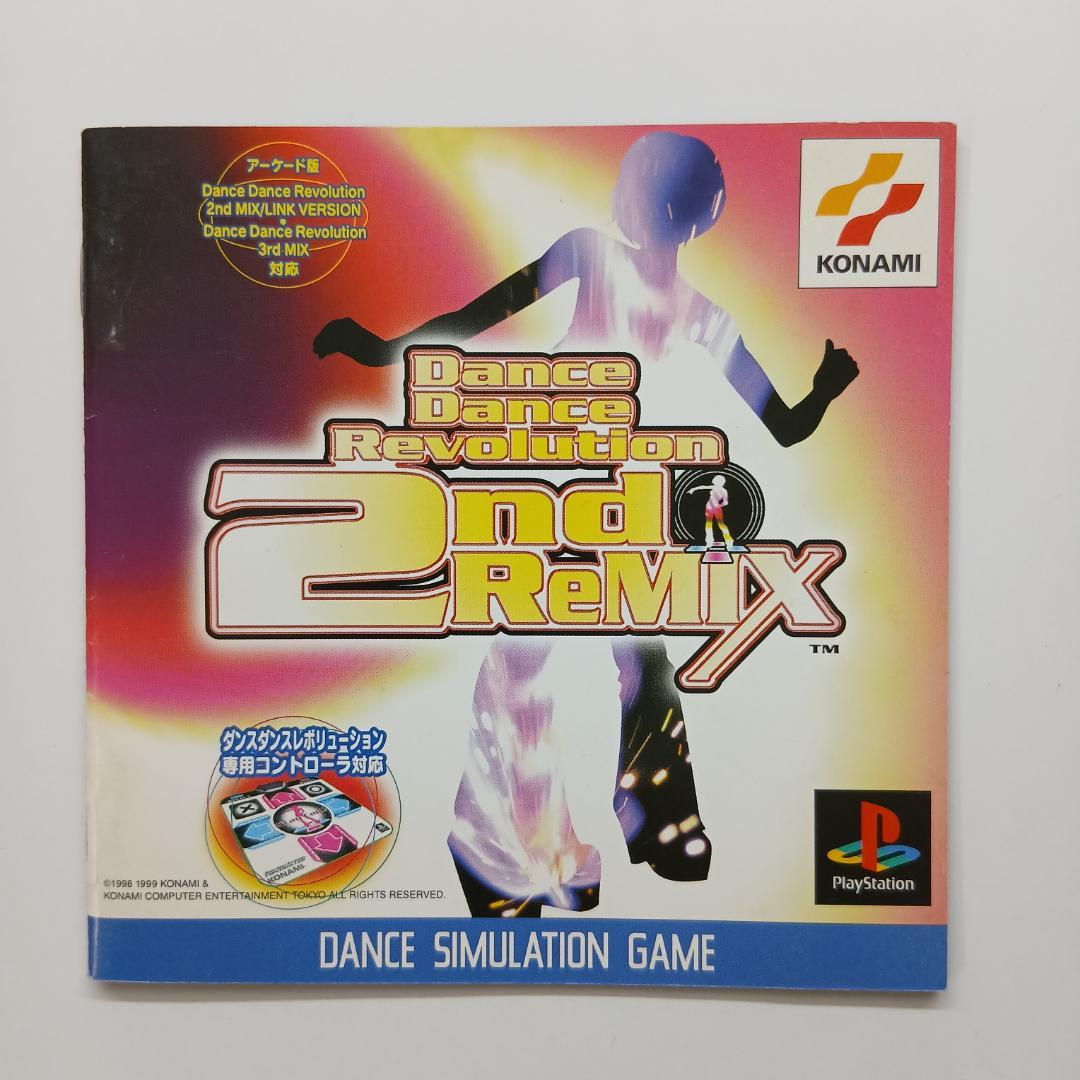 アーケード版
Dance Dance Revolution
2nd MIX/LINK VERSION
•
Dance Dance Revolution
3rd MIX
対応
KONAMI
Dance
Dance
Revolution
2nd
ReMIX
TM
ダンスダンスレボリューション
専用コントローラ対応
KONAMI
©1998 1999 KONAMI &
KONAMI COMPUTER ENTERTAINMENT TOKYO ALL RIGHTS RESERVED.
PlayStation
DANCE SIMULATION GAME